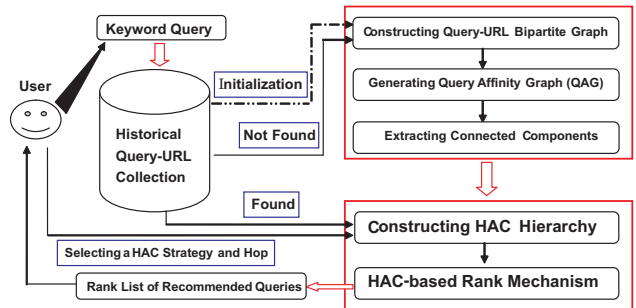 Keyword Query
User
Initialization
Historical
Query-URL
Collection
Not Found
Found
Selecting a HAC Strategy and Hop
Rank List of Recommended Queries
Constructing Query-URL Bipartite Graph
Generating Query Affinity Graph (QAG)
Extracting Connected Components
Constructing HAC Hierarchy
HAC-based Rank Mechanism